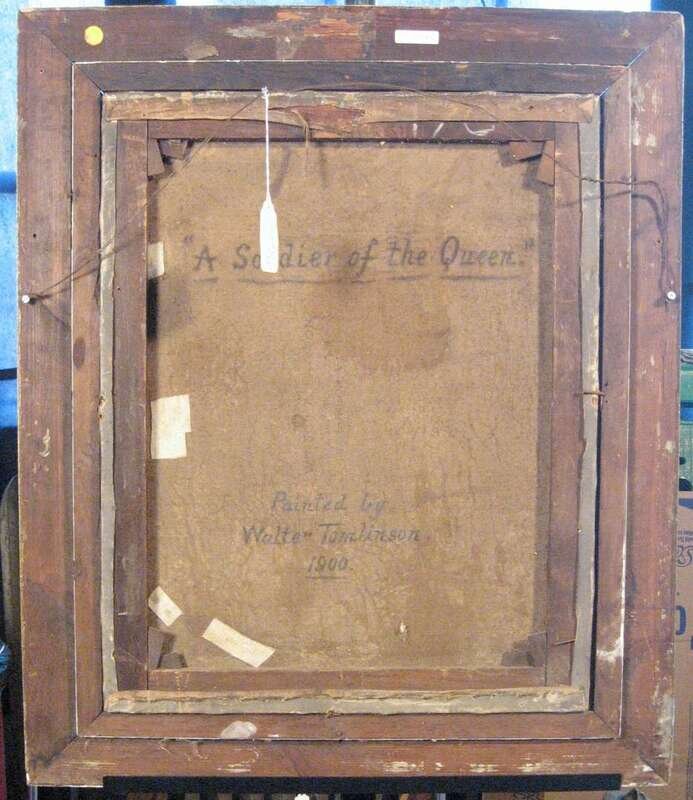 "A Soldier of the Queen."
Painted by
Walter Tomlinson.
1900.